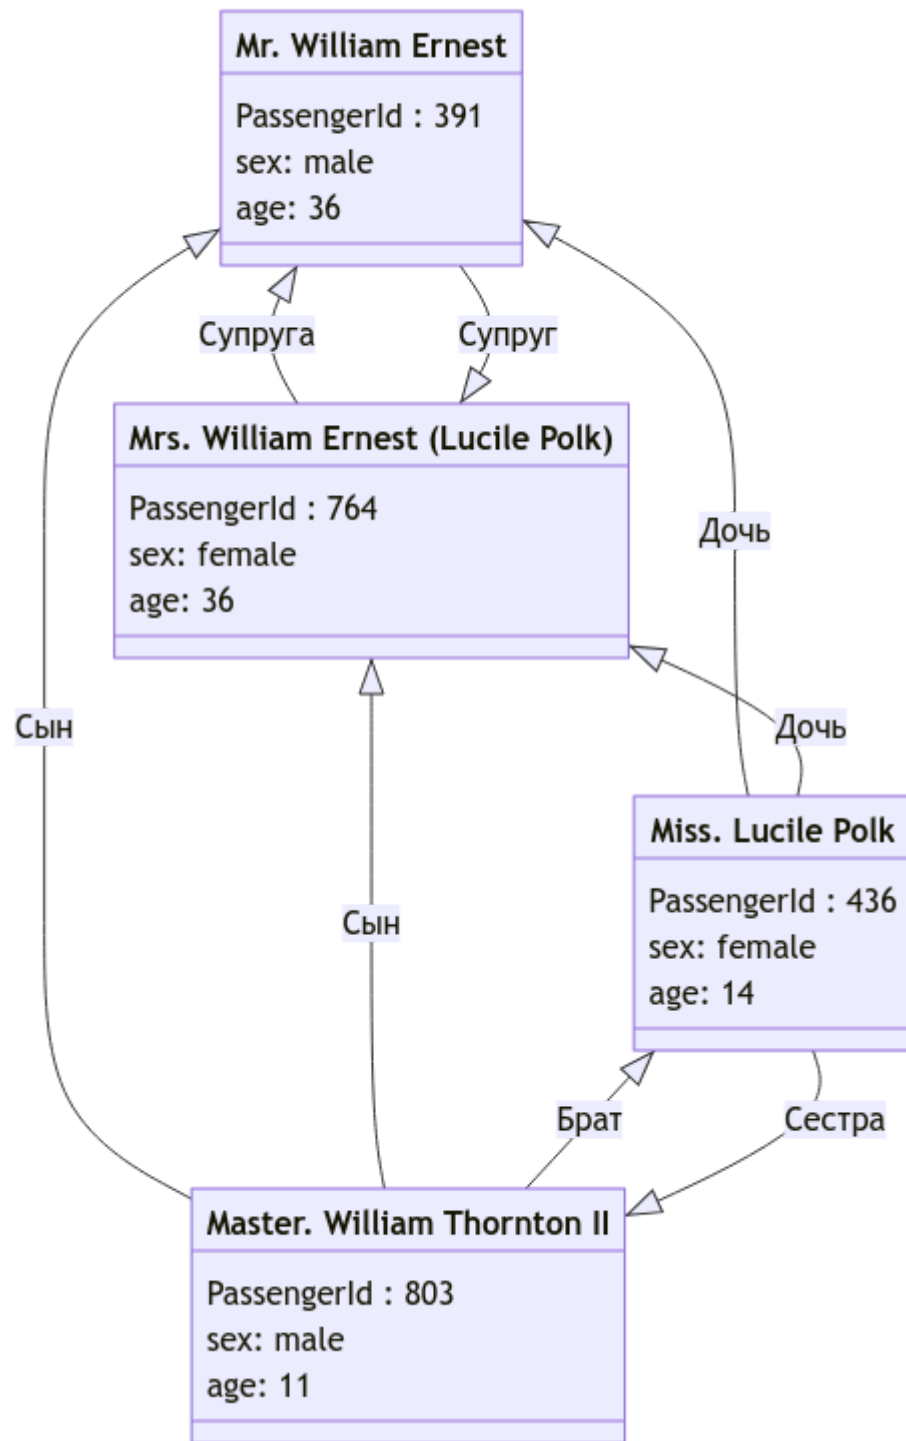 Mr. William Ernest
PassengerId : 391
sex: male
age: 36
Супруга
Супруг
Mrs. William Ernest (Lucile Polk)
PassengerId : 764
sex: female
age: 36
Дочь
Сын
Дочь
Miss. Lucile Polk
PassengerId : 436
sex: female
age: 14
Сын
Брат
Сестра
Master. William Thornton II
PassengerId : 803
sex: male
age: 11